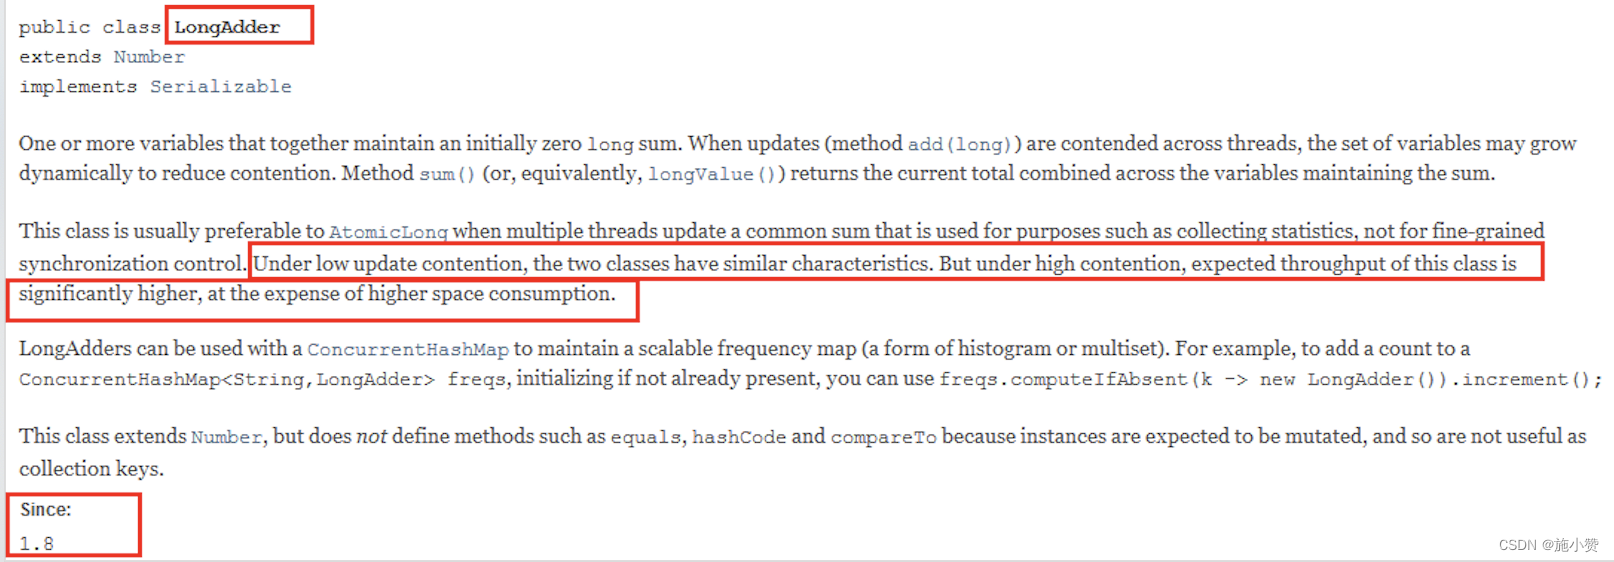 public class LongAdder
extends Number
implements Serializable
One or more variables that together maintain an initially zero long sum. When updates (method add(long)) are contended across threads, the set of variables may grow
dynamically to reduce contention. Method sum() (or, equivalently, longValue()) returns the current total combined across the variables maintaining the sum.
This class is usually preferable to AtomicLong when multiple threads update a common sum that is used for purposes such as collecting statistics, not for fine-grained
synchronization control. Under low update contention, the two classes have similar characteristics. But under high contention, expected throughput of this class is
significantly higher, at the expense of higher space consumption.
LongAdders can be used with a ConcurrentHashMap to maintain a scalable frequency map (a form of histogram or multiset). For example, to add a count to a
ConcurrentHashMap<String,LongAdder> freqs, initializing if not already present, you can use freqs.computeIfAbsent(k -> new LongAdder()).increment();
This class extends Number, but does not define methods such as equals, hashCode and compareTo because instances are expected to be mutated, and so are not useful as
collection keys.
Since:
1.8
CSDN @施小赞